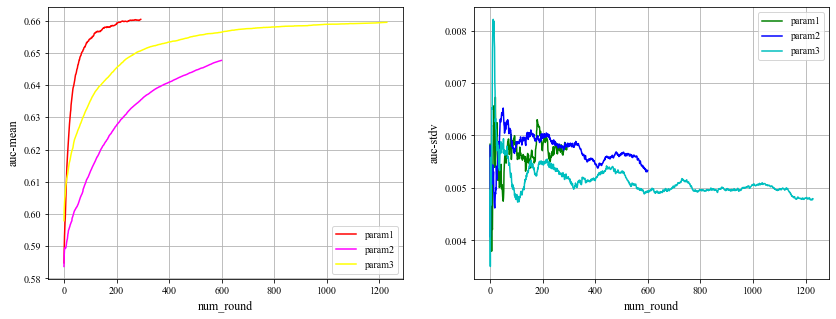 0.66
0.65
0.64
0.63
0.62
0.61
0.60
0.59
0.58
auc-mean
0 200 400 600 800 1000 1200
num_round
param1
param2
param3
0.008
0.007
0.006
0.005
0.004
auc-stdv
0 200 400 600 800 1000 1200
num_round
param1
param2
param3